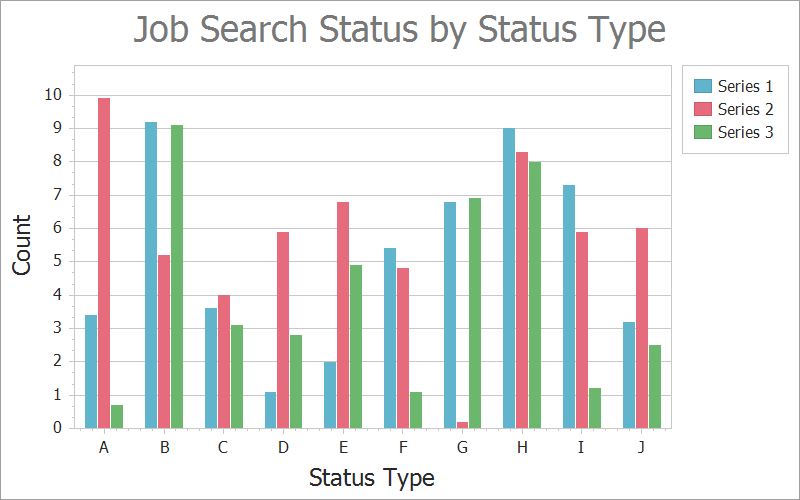 Job Search Status by Status Type
Series 1
Series 2
Series 3
Count
10
9
8
7
6
5
4
3
2
1
0
A B C D E F G H I J
Status Type